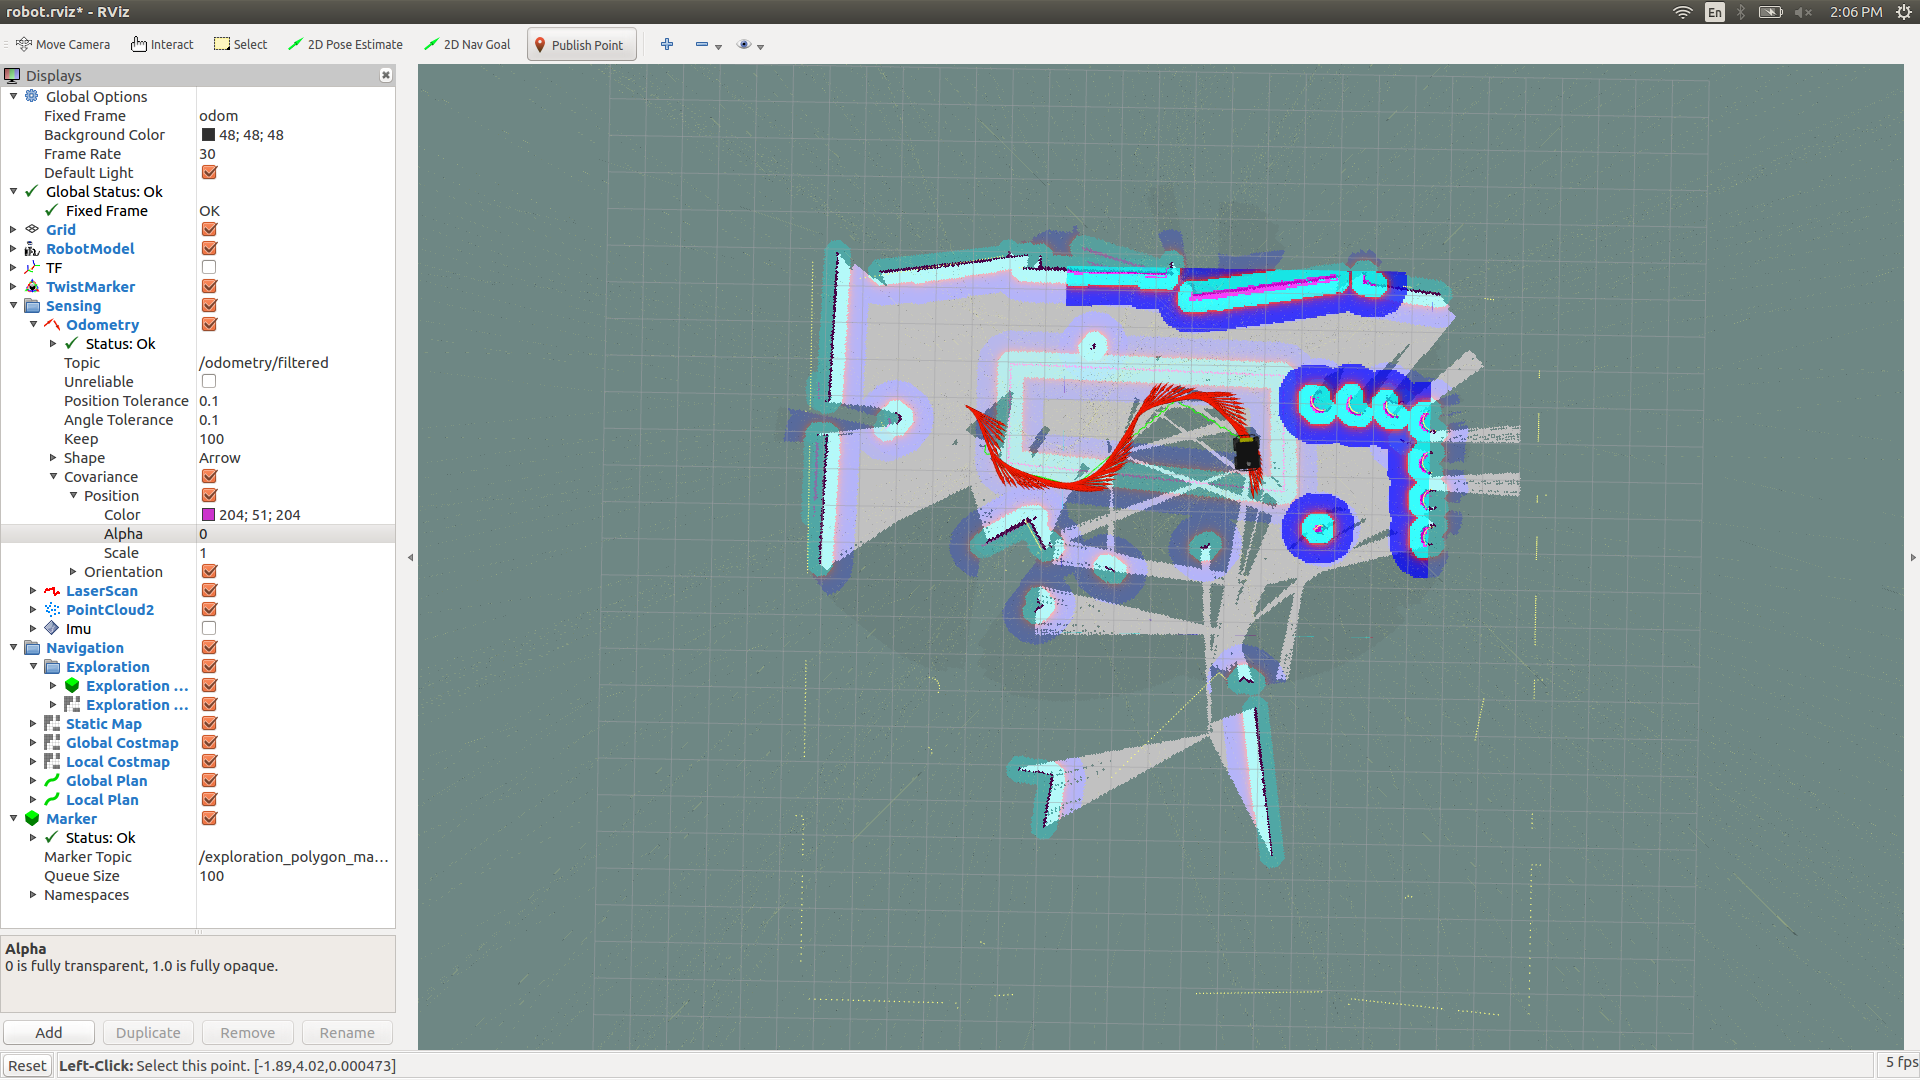 robot.rviz* - RViz
En
2:06 PM
Move Camera
Interact
Select
2D Pose Estimate
2D Nav Goal
Publish Point
Displays
Global Options
Fixed Frame odom
Background Color 48; 48; 48
Frame Rate 30
Default Light
Global Status: Ok
Fixed Frame OK
Grid
RobotModel
TF
TwistMarker
Sensing
Odometry
Status: Ok
Topic /odometry/filtered
Unreliable
Position Tolerance 0.1
Angle Tolerance 0.1
Keep 100
Shape Arrow
Covariance
Position
Color 204; 51; 204
Alpha 0
Scale 1
Orientation
LaserScan
PointCloud2
Imu
Navigation
Exploration
Exploration ...
Exploration ...
Static Map
Global Costmap
Local Costmap
Global Plan
Local Plan
Marker
Status: Ok
Marker Topic /exploration_polygon_ma...
Queue Size 100
Namespaces
Alpha
0 is fully transparent, 1.0 is fully opaque.
Add
Duplicate
Remove
Rename
Reset
Left-Click: Select this point. [-1.89,4.02,0.000473]
5 fps